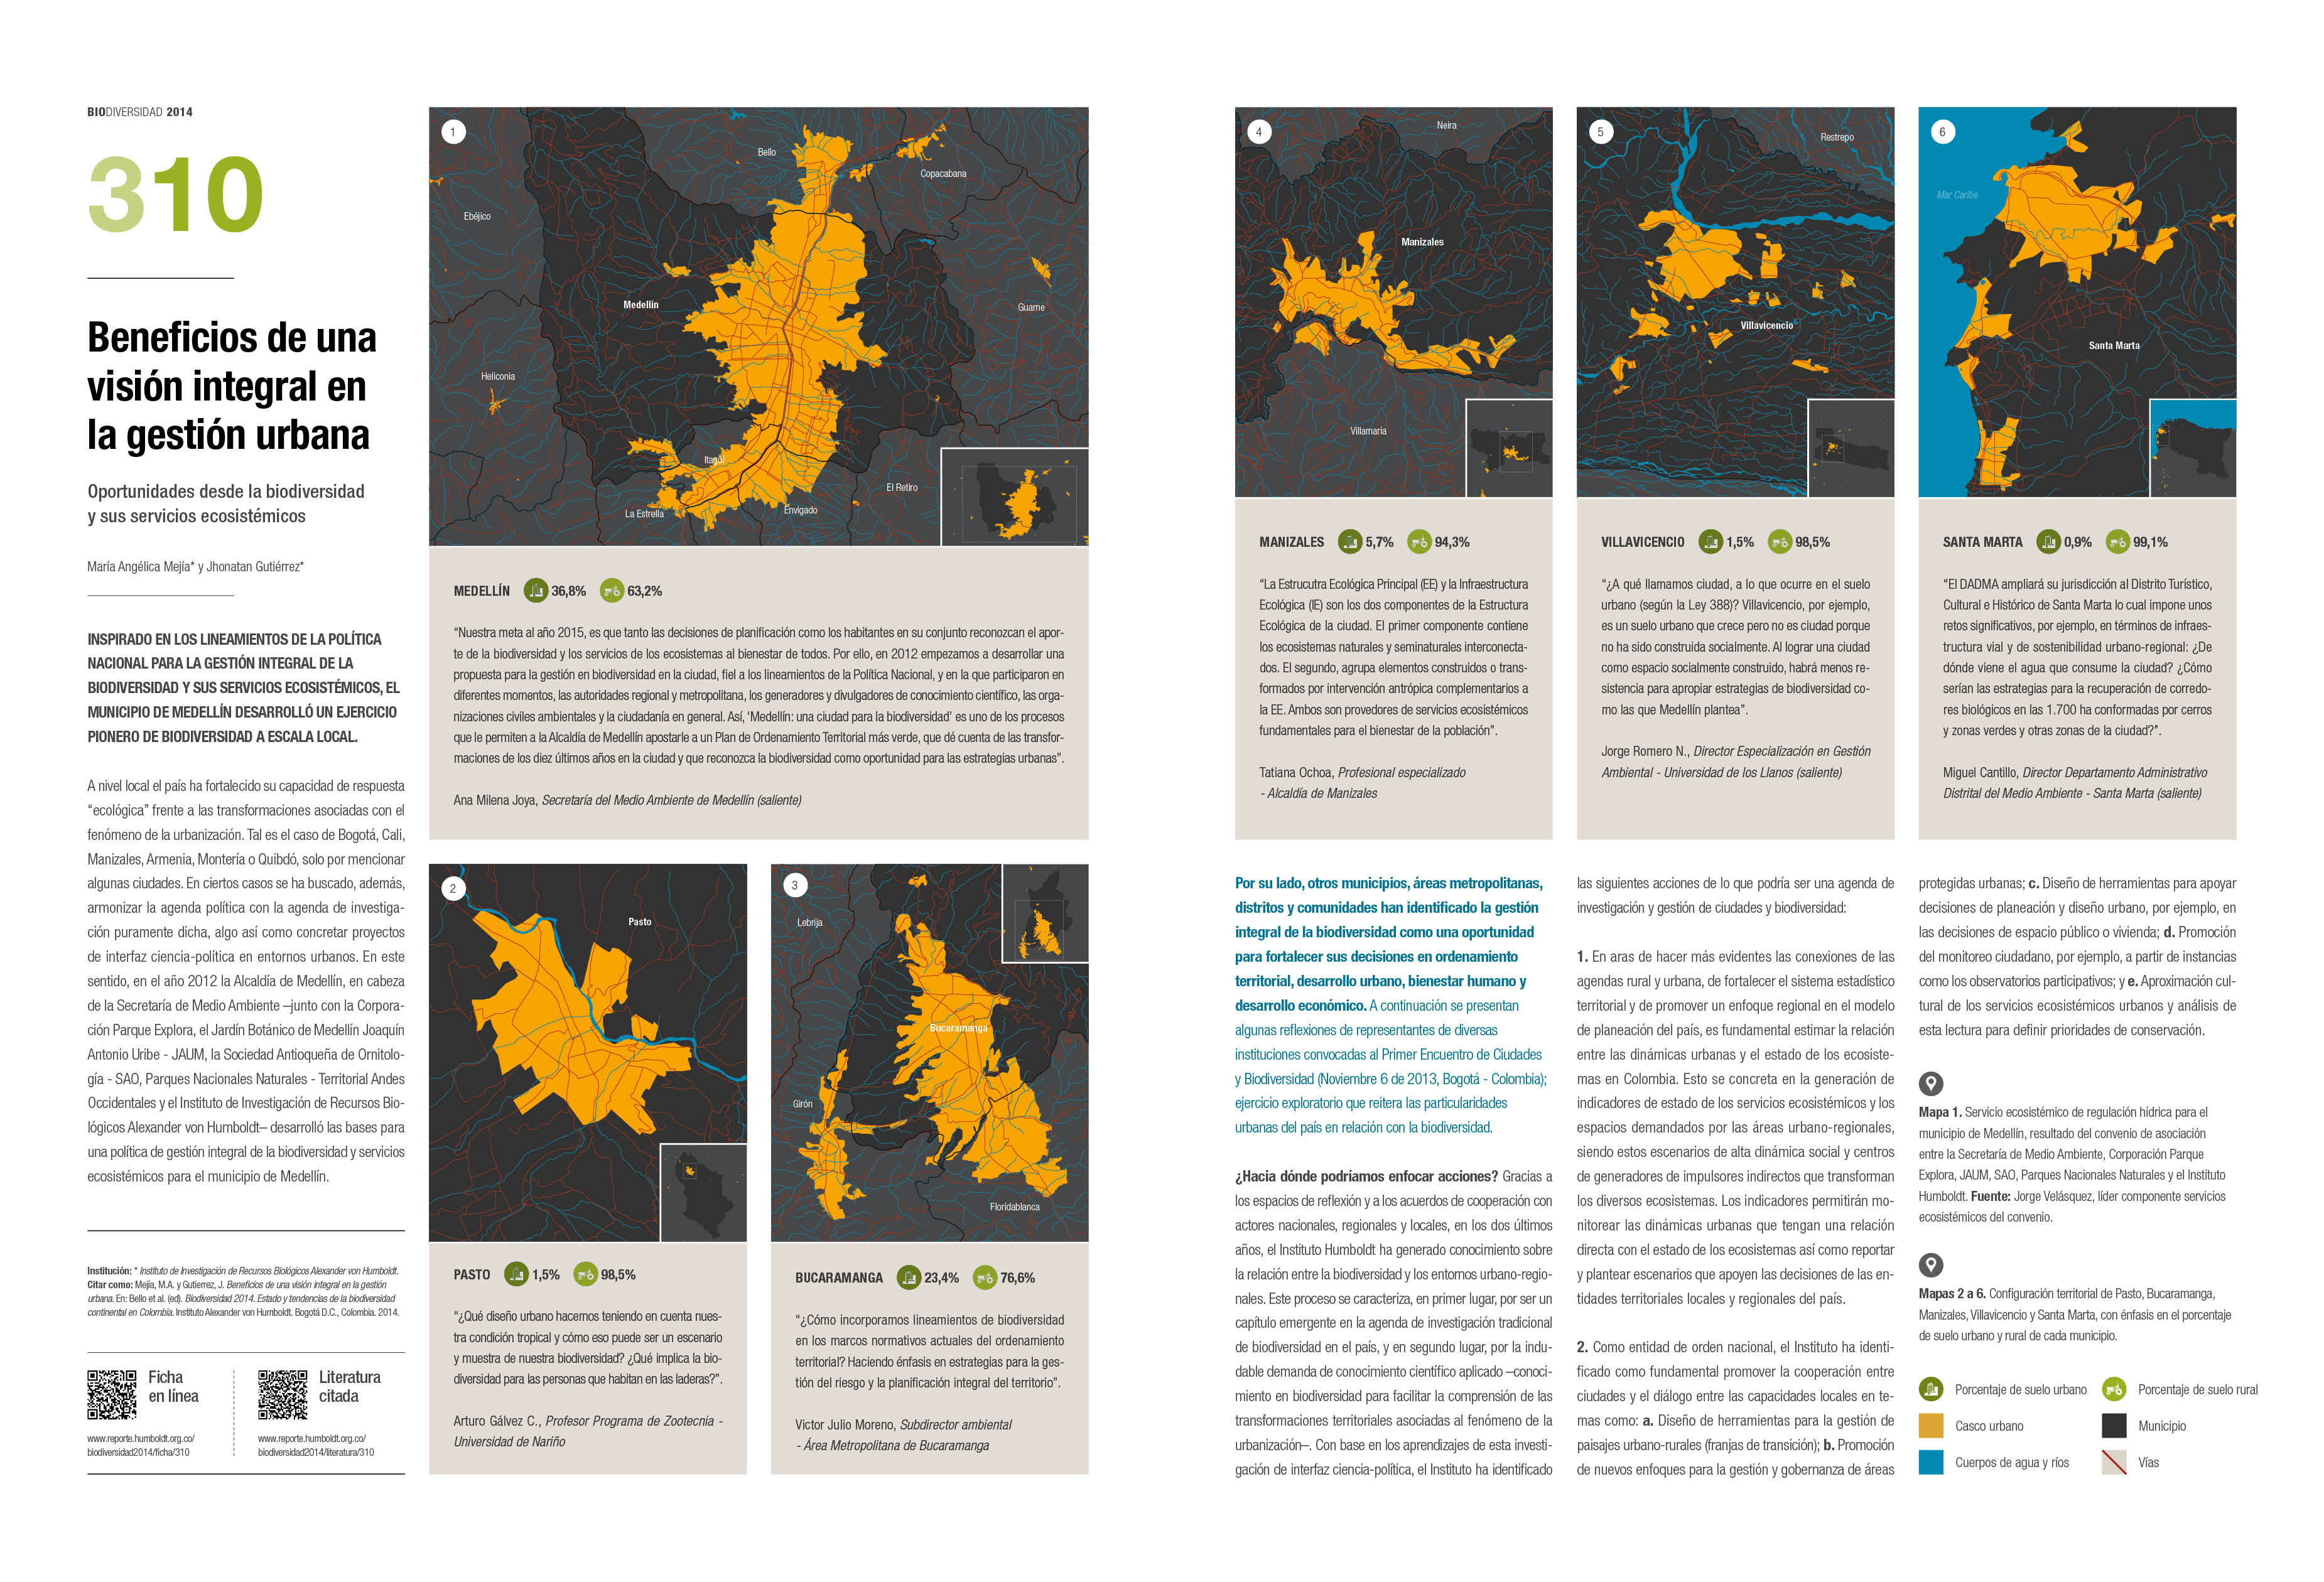 BIODIVERSIDAD 2014
310
Beneficios de una
visión integral en
la gestión urbana
Oportunidades desde la biodiversidad
y sus servicios ecosistémicos
María Angélica Mejía* y Jhonatan Gutiérrez*
INSPIRADO EN LOS LINEAMIENTOS DE LA POLÍTICA
NACIONAL PARA LA GESTIÓN INTEGRAL DE LA
BIODIVERSIDAD Y SUS SERVICIOS ECOSISTÉMICOS, EL
MUNICIPIO DE MEDELLÍN DESARROLLÓ UN EJERCICIO
PIONERO DE BIODIVERSIDAD A ESCALA LOCAL.
A nivel local el país ha fortalecido su capacidad de respuesta
“ecológica” frente a las transformaciones asociadas con el
fenómeno de la urbanización. Tal es el caso de Bogotá, Cali,
Manizales, Armenia, Montería o Quibdó, solo por mencionar
algunas ciudades. En ciertos casos se ha buscado, además,
armonizar la agenda política con la agenda de investiga-
ción puramente dicha, algo así como concretar proyectos
de interfaz ciencia-política en entornos urbanos. En este
sentido, en el año 2012 la Alcaldía de Medellín, en cabeza
de la Secretaría de Medio Ambiente –junto con la Corpora-
ción Parque Explora, el Jardín Botánico de Medellín Joaquín
Antonio Uribe - JAUM, la Sociedad Antioqueña de Ornitolo-
gía - SAO, Parques Nacionales Naturales - Territorial Andes
Occidentales y el Instituto de Investigación de Recursos Bio-
lógicos Alexander von Humboldt– desarrolló las bases para
una política de gestión integral de la biodiversidad y servicios
ecosistémicos para el municipio de Medellín.
Institución: * Instituto de Investigación de Recursos Biológicos Alexander von Humboldt.
Citar como: Mejía, M.A. y Gutierrez, J. Beneficios de una visión integral en la gestión
urbana. En: Bello et al. (ed). Biodiversidad 2014. Estado y tendencias de la biodiversidad
continental en Colombia. Instituto Alexander von Humboldt. Bogotá D.C., Colombia. 2014.
Ficha
en línea
www.reporte.humboldt.org.co/
biodiversidad2014/ficha/310
Literatura
citada
www.reporte.humboldt.org.co/
biodiversidad2014/literatura/310
1
Bello
Copacabana
Ebéjico
Medellín
Guarne
Heliconia
Itagüí
El Retiro
La Estrella
Envigado
MEDELLÍN 36,8% 63,2%
“Nuestra meta al año 2015, es que tanto las decisiones de planificación como los habitantes en su conjunto reconozcan el apor-
te de la biodiversidad y los servicios de los ecosistemas al bienestar de todos. Por ello, en 2012 empezamos a desarrollar una
propuesta para la gestión en biodiversidad en la ciudad, fiel a los lineamientos de la Política Nacional, y en la que participaron en
diferentes momentos, las autoridades regional y metropolitana, los generadores y divulgadores de conocimiento científico, las orga-
nizaciones civiles ambientales y la ciudadanía en general. Así, ‘Medellín: una ciudad para la biodiversidad’ es uno de los procesos
que le permiten a la Alcaldía de Medellín apostarle a un Plan de Ordenamiento Territorial más verde, que dé cuenta de las transfor-
maciones de los diez últimos años en la ciudad y que reconozca la biodiversidad como oportunidad para las estrategias urbanas”.
Ana Milena Joya, Secretaría del Medio Ambiente de Medellín (saliente)
2
Pasto
PASTO 1,5% 98,5%
“¿Qué diseño urbano hacemos teniendo en cuenta nues-
tra condición tropical y cómo eso puede ser un escenario
y muestra de nuestra biodiversidad? ¿Qué implica la bio-
diversidad para las personas que habitan en las laderas?”.
Arturo Gálvez C., Profesor Programa de Zootecnia -
Universidad de Nariño
3
Lebrija
Bucaramanga
Girón
Floridablanca
BUCARAMANGA 23,4% 76,6%
“¿Cómo incorporamos lineamientos de biodiversidad
en los marcos normativos actuales del ordenamiento
territorial? Haciendo énfasis en estrategias para la ges-
tión del riesgo y la planificación integral del territorio”.
Victor Julio Moreno, Subdirector ambiental
- Área Metropolitana de Bucaramanga
4
Neira
Manizales
Villamaría
MANIZALES 5,7% 94,3%
“La Estrucutra Ecológica Principal (EE) y la Infraestructura
Ecológica (IE) son los dos componentes de la Estructura
Ecológica de la ciudad. El primer componente contiene
los ecosistemas naturales y seminaturales interconecta-
dos. El segundo, agrupa elementos construidos o trans-
formados por intervención antrópica complementarios a
la EE. Ambos son provedores de servicios ecosistémicos
fundamentales para el bienestar de la población”.
Tatiana Ochoa, Profesional especializado
- Alcaldía de Manizales
5
Restrepo
Villavicencio
VILLAVICENCIO 1,5% 98,5%
“¿A qué llamamos ciudad, a lo que ocurre en el suelo
urbano (según la Ley 388)? Villavicencio, por ejemplo,
es un suelo urbano que crece pero no es ciudad porque
no ha sido construida socialmente. Al lograr una ciudad
como espacio socialmente construido, habrá menos re-
sistencia para apropiar estrategias de biodiversidad co-
mo las que Medellín plantea”.
Jorge Romero N., Director Especialización en Gestión
Ambiental - Universidad de los Llanos (saliente)
6
Mar Caribe
Santa Marta
SANTA MARTA 0,9% 99,1%
“El DADMA ampliará su jurisdicción al Distrito Turístico,
Cultural e Histórico de Santa Marta lo cual impone unos
retos significativos, por ejemplo, en términos de infraes-
tructura vial y de sostenibilidad urbano-regional: ¿De
dónde viene el agua que consume la ciudad? ¿Cómo
serían las estrategias para la recuperación de corredo-
res biológicos en las 1.700 ha conformadas por cerros
y zonas verdes y otras zonas de la ciudad?”.
Miguel Cantillo, Director Departamento Administrativo
Distrital del Medio Ambiente - Santa Marta (saliente)
Por su lado, otros municipios, áreas metropolitanas,
distritos y comunidades han identificado la gestión
integral de la biodiversidad como una oportunidad
para fortalecer sus decisiones en ordenamiento
territorial, desarrollo urbano, bienestar humano y
desarrollo económico. A continuación se presentan
algunas reflexiones de representantes de diversas
instituciones convocadas al Primer Encuentro de Ciudades
y Biodiversidad (Noviembre 6 de 2013, Bogotá - Colombia);
ejercicio exploratorio que reitera las particularidades
urbanas del país en relación con la biodiversidad.
¿Hacia dónde podríamos enfocar acciones? Gracias a
los espacios de reflexión y a los acuerdos de cooperación con
actores nacionales, regionales y locales, en los dos últimos
años, el Instituto Humboldt ha generado conocimiento sobre
la relación entre la biodiversidad y los entornos urbano-regio-
nales. Este proceso se caracteriza, en primer lugar, por ser un
capítulo emergente en la agenda de investigación tradicional
de biodiversidad en el país, y en segundo lugar, por la indu-
dable demanda de conocimiento científico aplicado –conoci-
miento en biodiversidad para facilitar la comprensión de las
transformaciones territoriales asociadas al fenómeno de la
urbanización–. Con base en los aprendizajes de esta investi-
gación de interfaz ciencia-política, el Instituto ha identificado
las siguientes acciones de lo que podría ser una agenda de
investigación y gestión de ciudades y biodiversidad:
1. En aras de hacer más evidentes las conexiones de las
agendas rural y urbana, de fortalecer el sistema estadístico
territorial y de promover un enfoque regional en el modelo
de planeación del país, es fundamental estimar la relación
entre las dinámicas urbanas y el estado de los ecosiste-
mas en Colombia. Esto se concreta en la generación de
indicadores de estado de los servicios ecosistémicos y los
espacios demandados por las áreas urbano-regionales,
siendo estos escenarios de alta dinámica social y centros
de generadores de impulsores indirectos que transforman
los diversos ecosistemas. Los indicadores permitirán mo-
nitorear las dinámicas urbanas que tengan una relación
directa con el estado de los ecosistemas así como reportar
y plantear escenarios que apoyen las decisiones de las en-
tidades territoriales locales y regionales del país.
2. Como entidad de orden nacional, el Instituto ha identi-
ficado como fundamental promover la cooperación entre
ciudades y el diálogo entre las capacidades locales en te-
mas como: a. Diseño de herramientas para la gestión de
paisajes urbano-rurales (franjas de transición); b. Promoción
de nuevos enfoques para la gestión y gobernanza de áreas
protegidas urbanas; c. Diseño de herramientas para apoyar
decisiones de planeación y diseño urbano, por ejemplo, en
las decisiones de espacio público o vivienda; d. Promoción
del monitoreo ciudadano, por ejemplo, a partir de instancias
como los observatorios participativos; y e. Aproximación cul-
tural de los servicios ecosistémicos urbanos y análisis de
esta lectura para definir prioridades de conservación.
Mapa 1. Servicio ecosistémico de regulación hídrica para el
municipio de Medellín, resultado del convenio de asociación
entre la Secretaría de Medio Ambiente, Corporación Parque
Explora, JAUM, SAO, Parques Nacionales Naturales y el Instituto
Humboldt. Fuente: Jorge Velásquez, líder componente servicios
ecosistémicos del convenio.
Mapas 2 a 6. Configuración territorial de Pasto, Bucaramanga,
Manizales, Villavicencio y Santa Marta, con énfasis en el porcentaje
de suelo urbano y rural de cada municipio.
Porcentaje de suelo urbano
Porcentaje de suelo rural
Casco urbano
Municipio
Cuerpos de agua y ríos
Vías